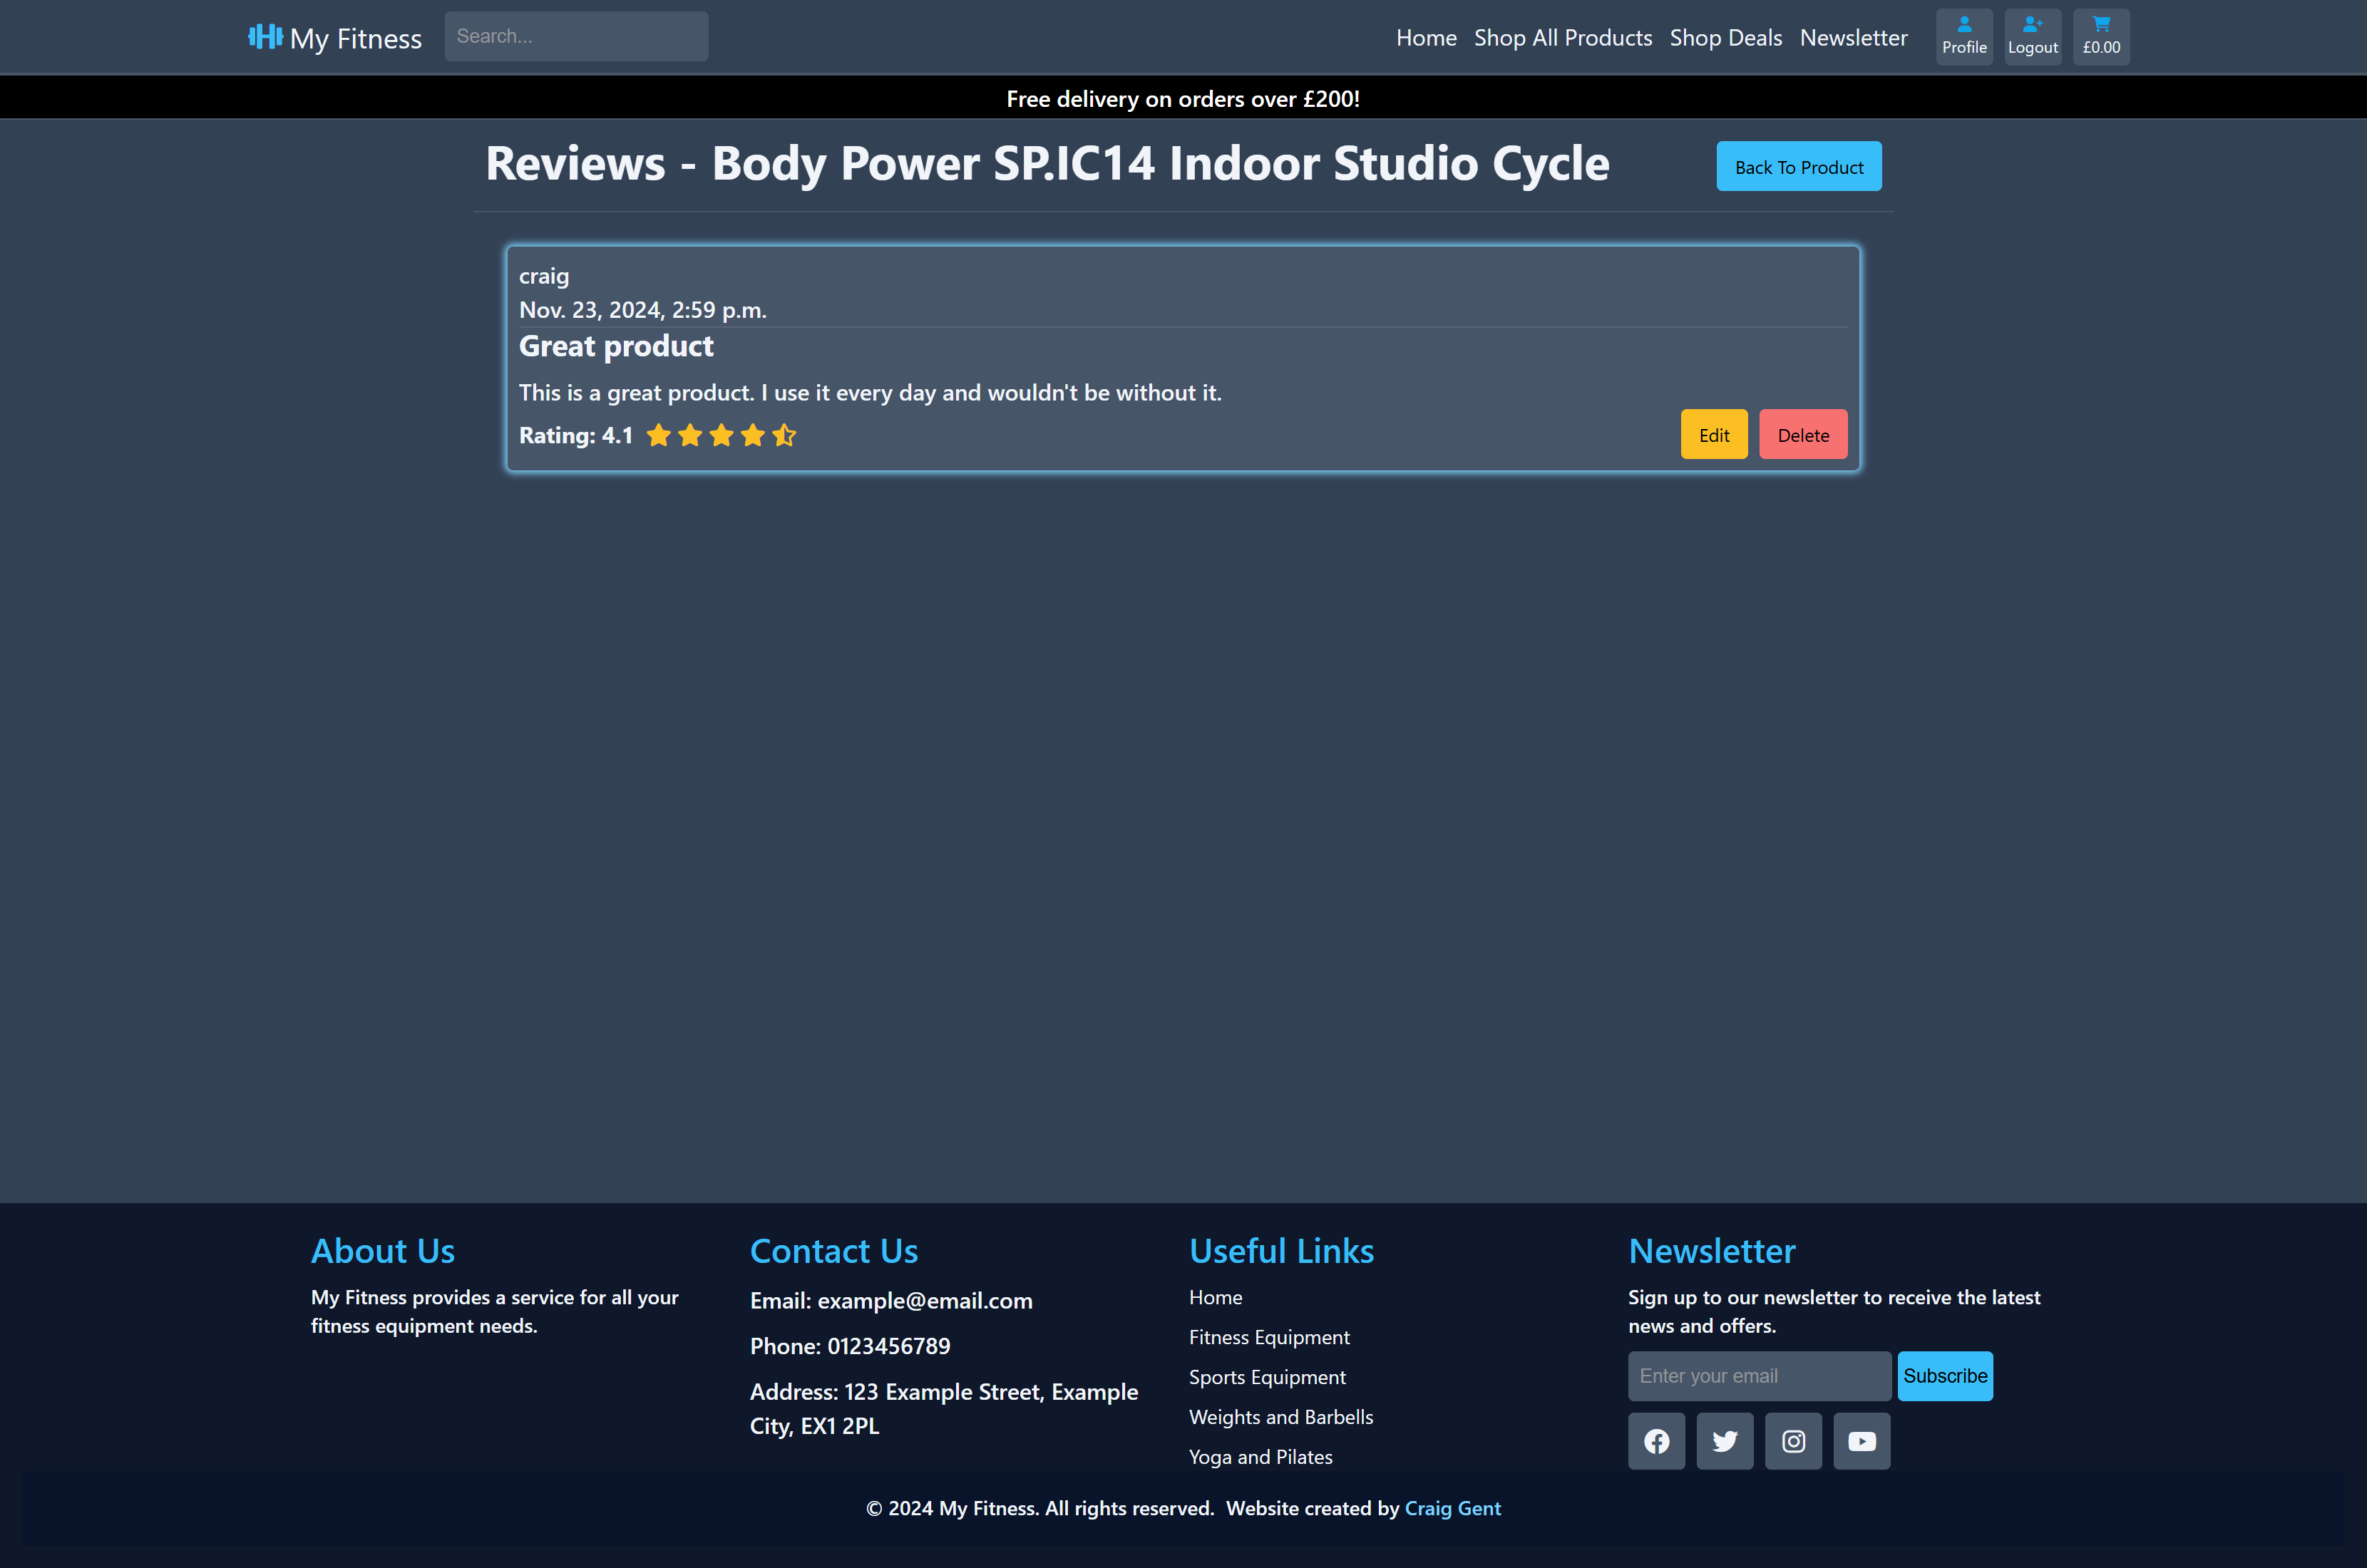 My Fitness
Search...
Home Shop All Products Shop Deals Newsletter
Profile
Logout
£0.00
Free delivery on orders over £200!
Reviews - Body Power SP.IC14 Indoor Studio Cycle
Back To Product
craig
Nov. 23, 2024, 2:59 p.m.
Great product
This is a great product. I use it every day and wouldn't be without it.
Rating: 4.1
Edit
Delete
About Us
My Fitness provides a service for all your
fitness equipment needs.
Contact Us
Email: example@email.com
Phone: 0123456789
Address: 123 Example Street, Example
City, EX1 2PL
Useful Links
Home
Fitness Equipment
Sports Equipment
Weights and Barbells
Yoga and Pilates
Newsletter
Sign up to our newsletter to receive the latest
news and offers.
Enter your email
Subscribe
© 2024 My Fitness. All rights reserved. Website created by Craig Gent